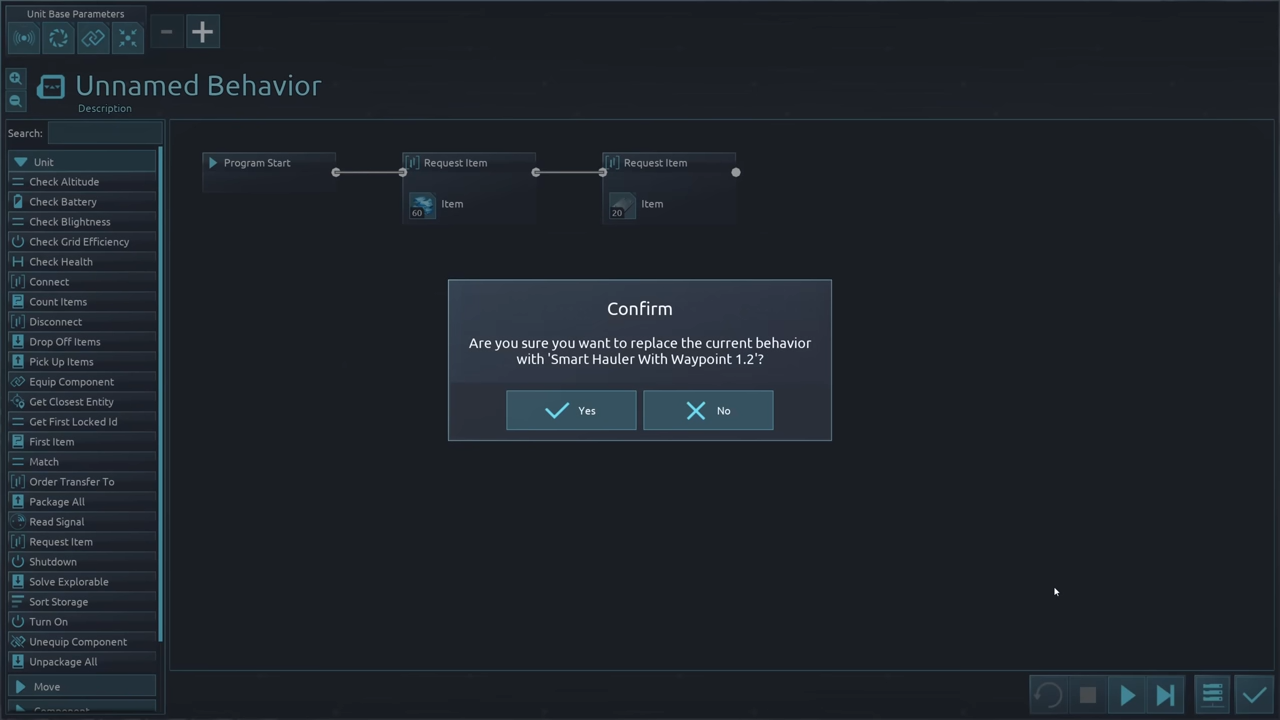 Unit Base Parameters
Unnamed Behavior
Description
Search:
Unit
Check Altitude
Check Battery
Check Blightness
Check Grid Efficiency
Check Health
Connect
Count Items
Disconnect
Drop Off Items
Pick Up Items
Equip Component
Get Closest Entity
Get First Locked Id
First Item
Match
Order Transfer To
Package All
Read Signal
Request Item
Shutdown
Solve Explorable
Sort Storage
Turn On
Unequip Component
Unpackage All
Move
Component
Program Start
Request Item
60
Item
Request Item
20
Item
Confirm
Are you sure you want to replace the current behavior
with 'Smart Hauler With Waypoint 1.2'?
Yes
No